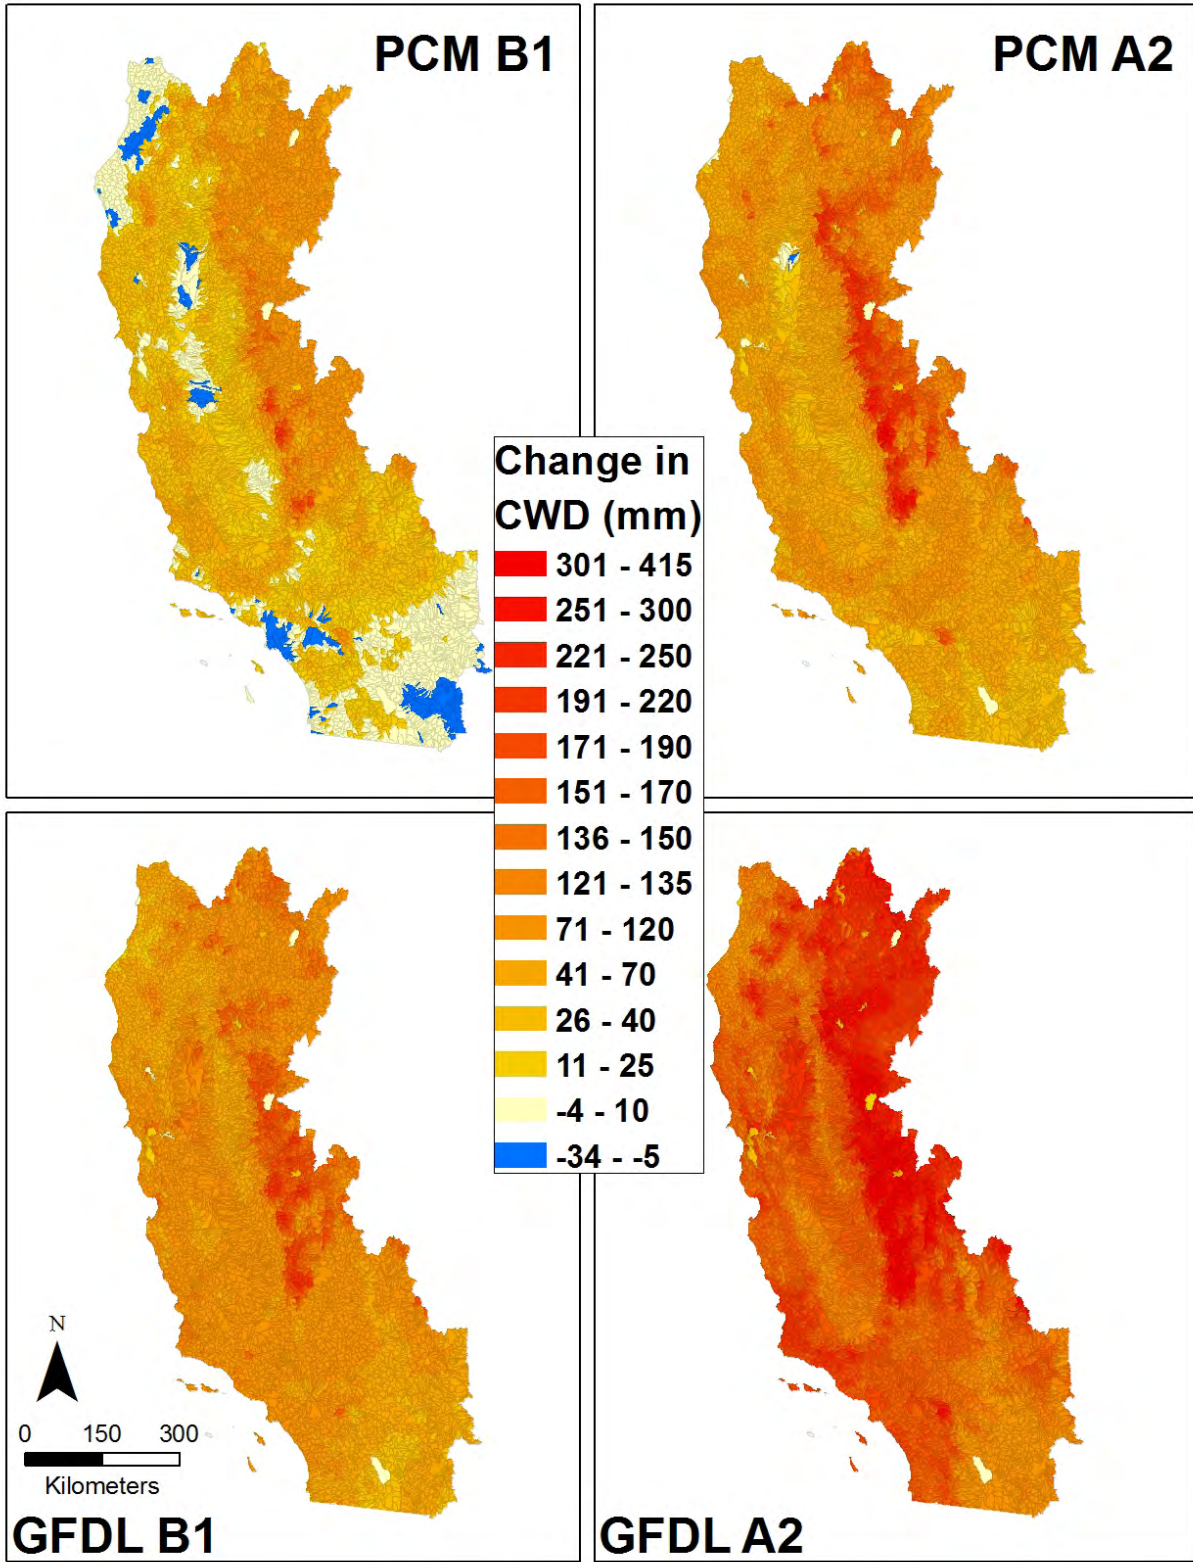 PCM B1
PCM A2
Change in
CWD (mm)
301 - 415
251 - 300
221 - 250
191 - 220
171 - 190
151 - 170
136 - 150
121 - 135
71 - 120
41 - 70
26 - 40
11 - 25
-4 - 10
-34 - -5
N
0 150 300
Kilometers
GFDL B1
GFDL A2